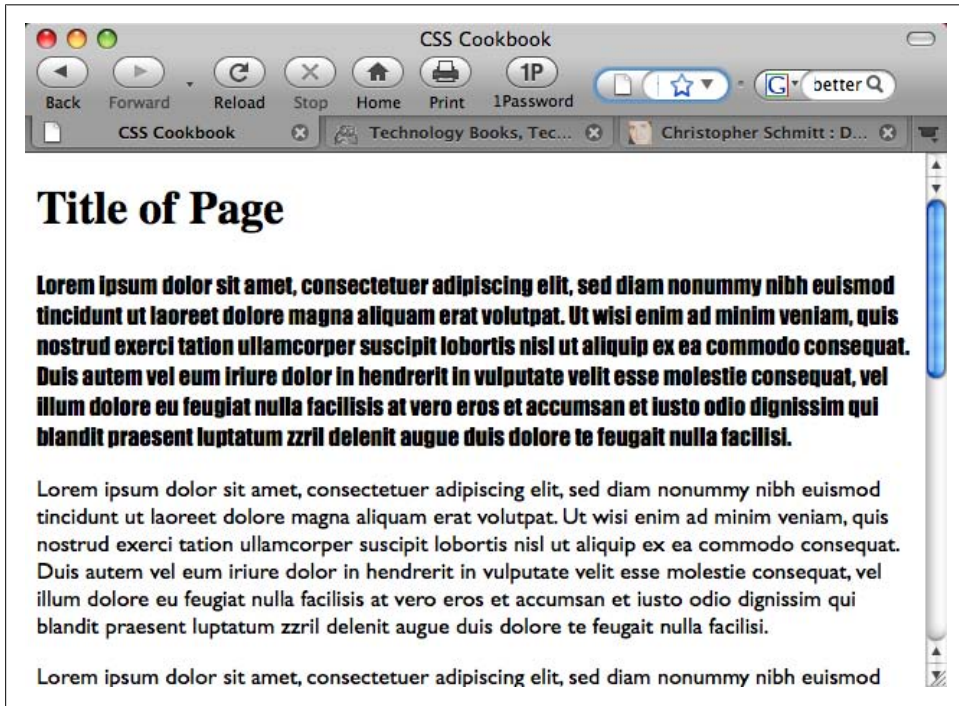 CSS Cookbook
1P
better
Back Forward Reload Stop Home Print 1Password
CSS Cookbook Technology Books, Tec... Christopher Schmitt : D...
Title of Page
Lorem ipsum dolor sit amet, consectetuer adipiscing elit, sed diam nonummy nibh euismod
tincidunt ut laoreet dolore magna aliquam erat volutpat. Ut wisi enim ad minim veniam, quis
nostrud exerci tation ullamcorper suscipit lobortis nisl ut aliquip ex ea commodo consequat.
Duis autem vel eum iriure dolor in hendrerit in vulputate velit esse molestie consequat, vel
illum dolore eu feugiat nulla facilisis at vero eros et accumsan et iusto odio dignissim qui
blandit praesent luptatum zzril delenit augue duis dolore te feugait nulla facilisi.
Lorem ipsum dolor sit amet, consectetuer adipiscing elit, sed diam nonummy nibh euismod
tincidunt ut laoreet dolore magna aliquam erat volutpat. Ut wisi enim ad minim veniam, quis
nostrud exerci tation ullamcorper suscipit lobortis nisl ut aliquip ex ea commodo consequat.
Duis autem vel eum iriure dolor in hendrerit in vulputate velit esse molestie consequat, vel
illum dolore eu feugiat nulla facilisis at vero eros et accumsan et iusto odio dignissim qui
blandit praesent luptatum zzril delenit augue duis dolore te feugait nulla facilisi.
Lorem ipsum dolor sit amet, consectetuer adipiscing elit, sed diam nonummy nibh euismod